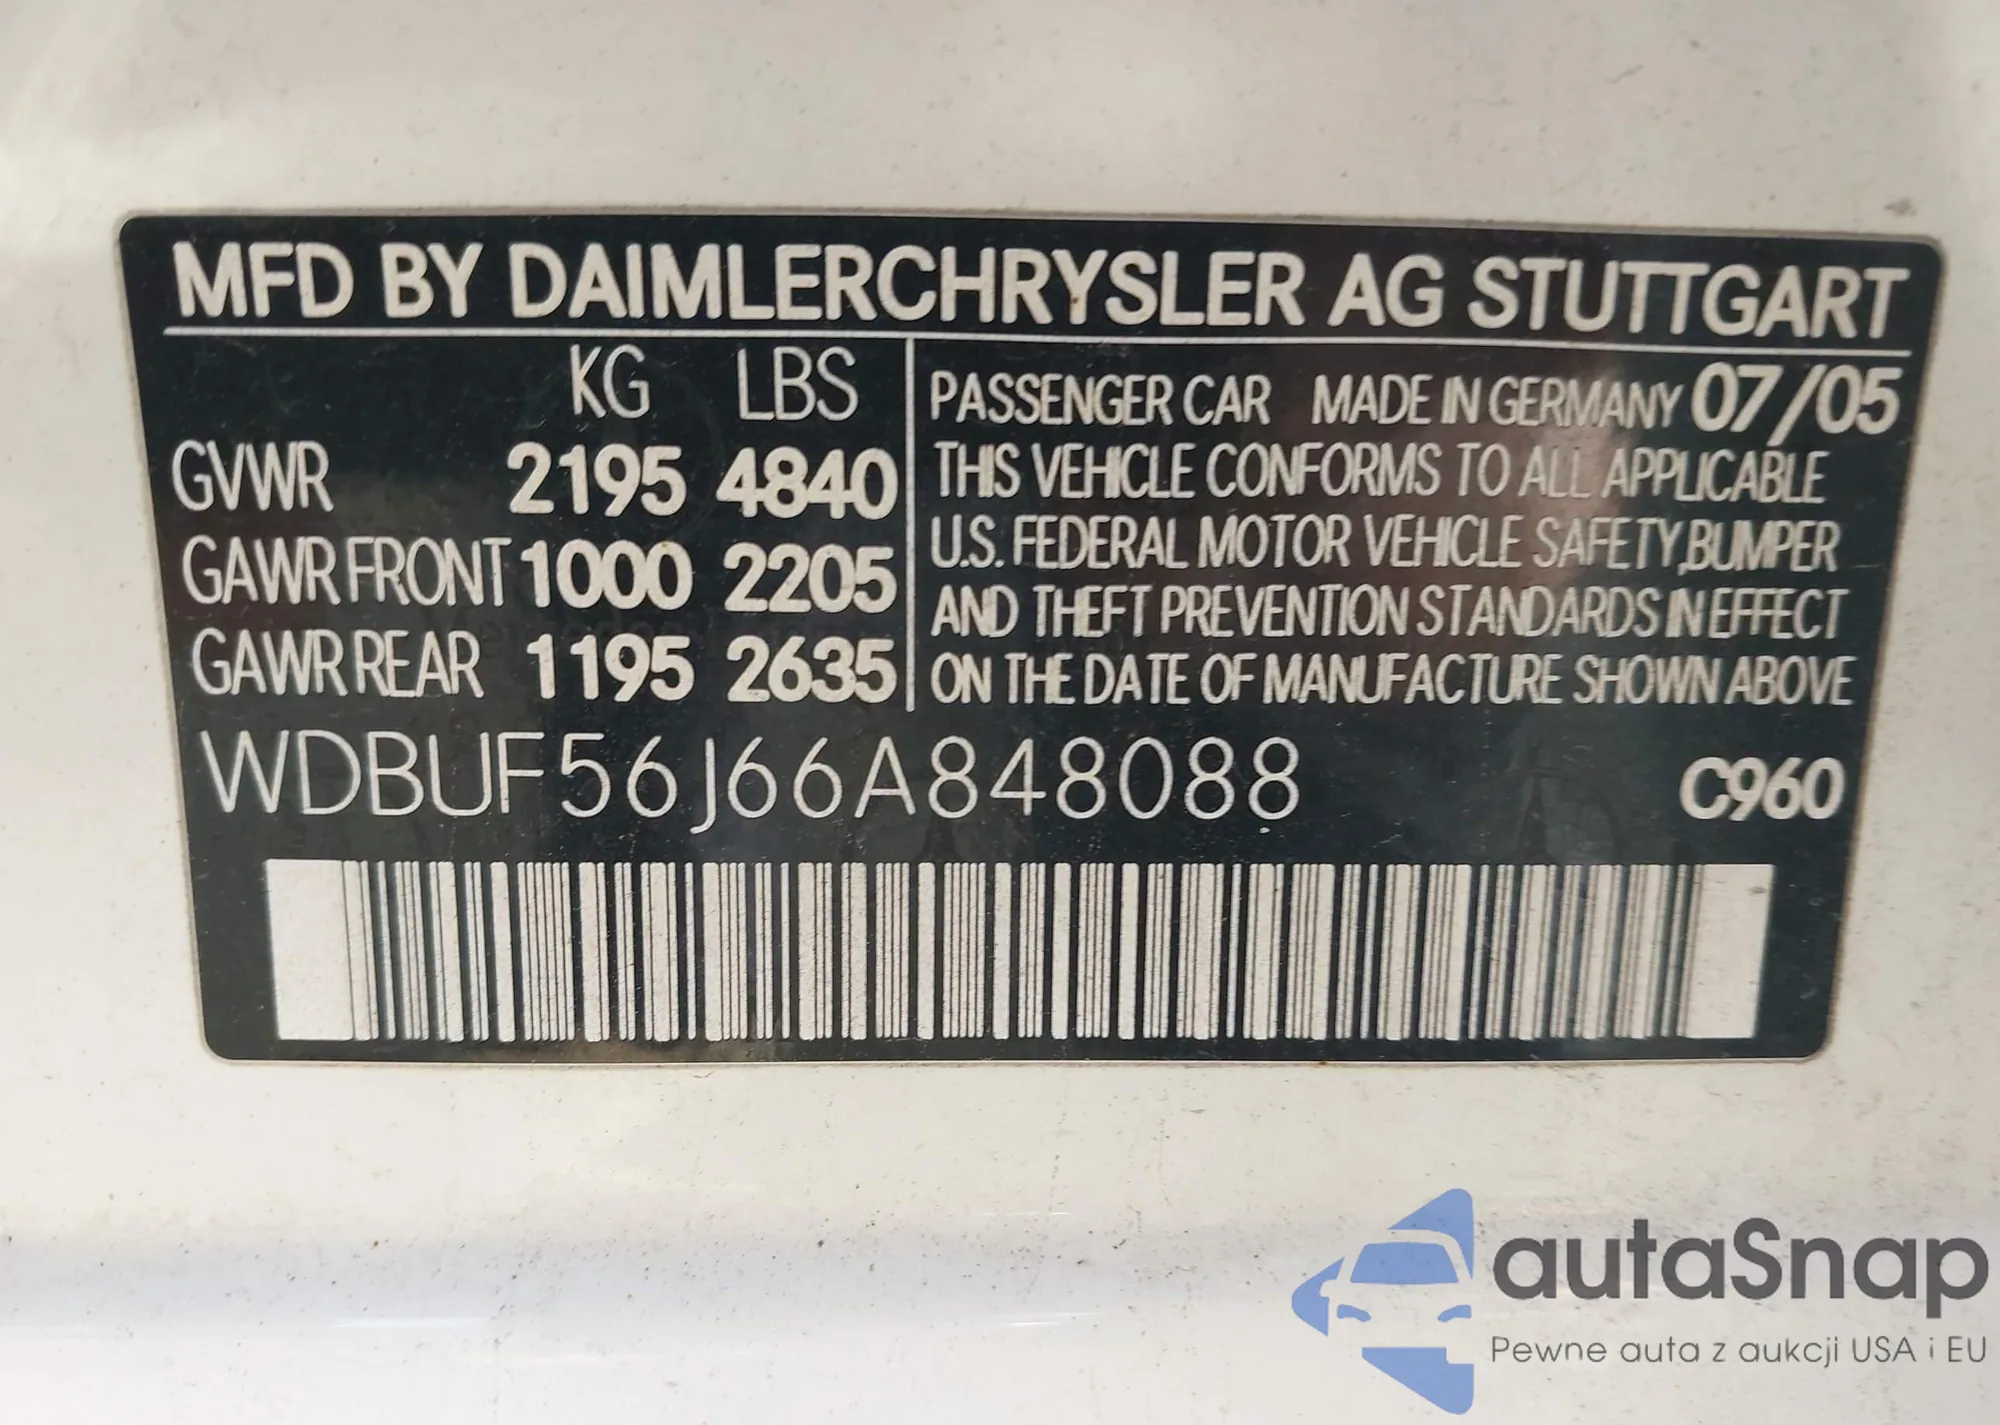 MFD BY DAIMLERCHRYSLER AG STUTTGART
KG LBS
GVWR 2195 4840
GAWR FRONT 1000 2205
GAWR REAR 1195 2635
PASSENGER CAR MADE IN GERMANY 07/05
THIS VEHICLE CONFORMS TO ALL APPLICABLE
U.S. FEDERAL MOTOR VEHICLE SAFETY, BUMPER
AND THEFT PREVENTION STANDARDS IN EFFECT
ON THE DATE OF MANUFACTURE SHOWN ABOVE
WDBUF56J66A848088 C960
autaSnap
Pewne auta z aukcji USA i EU